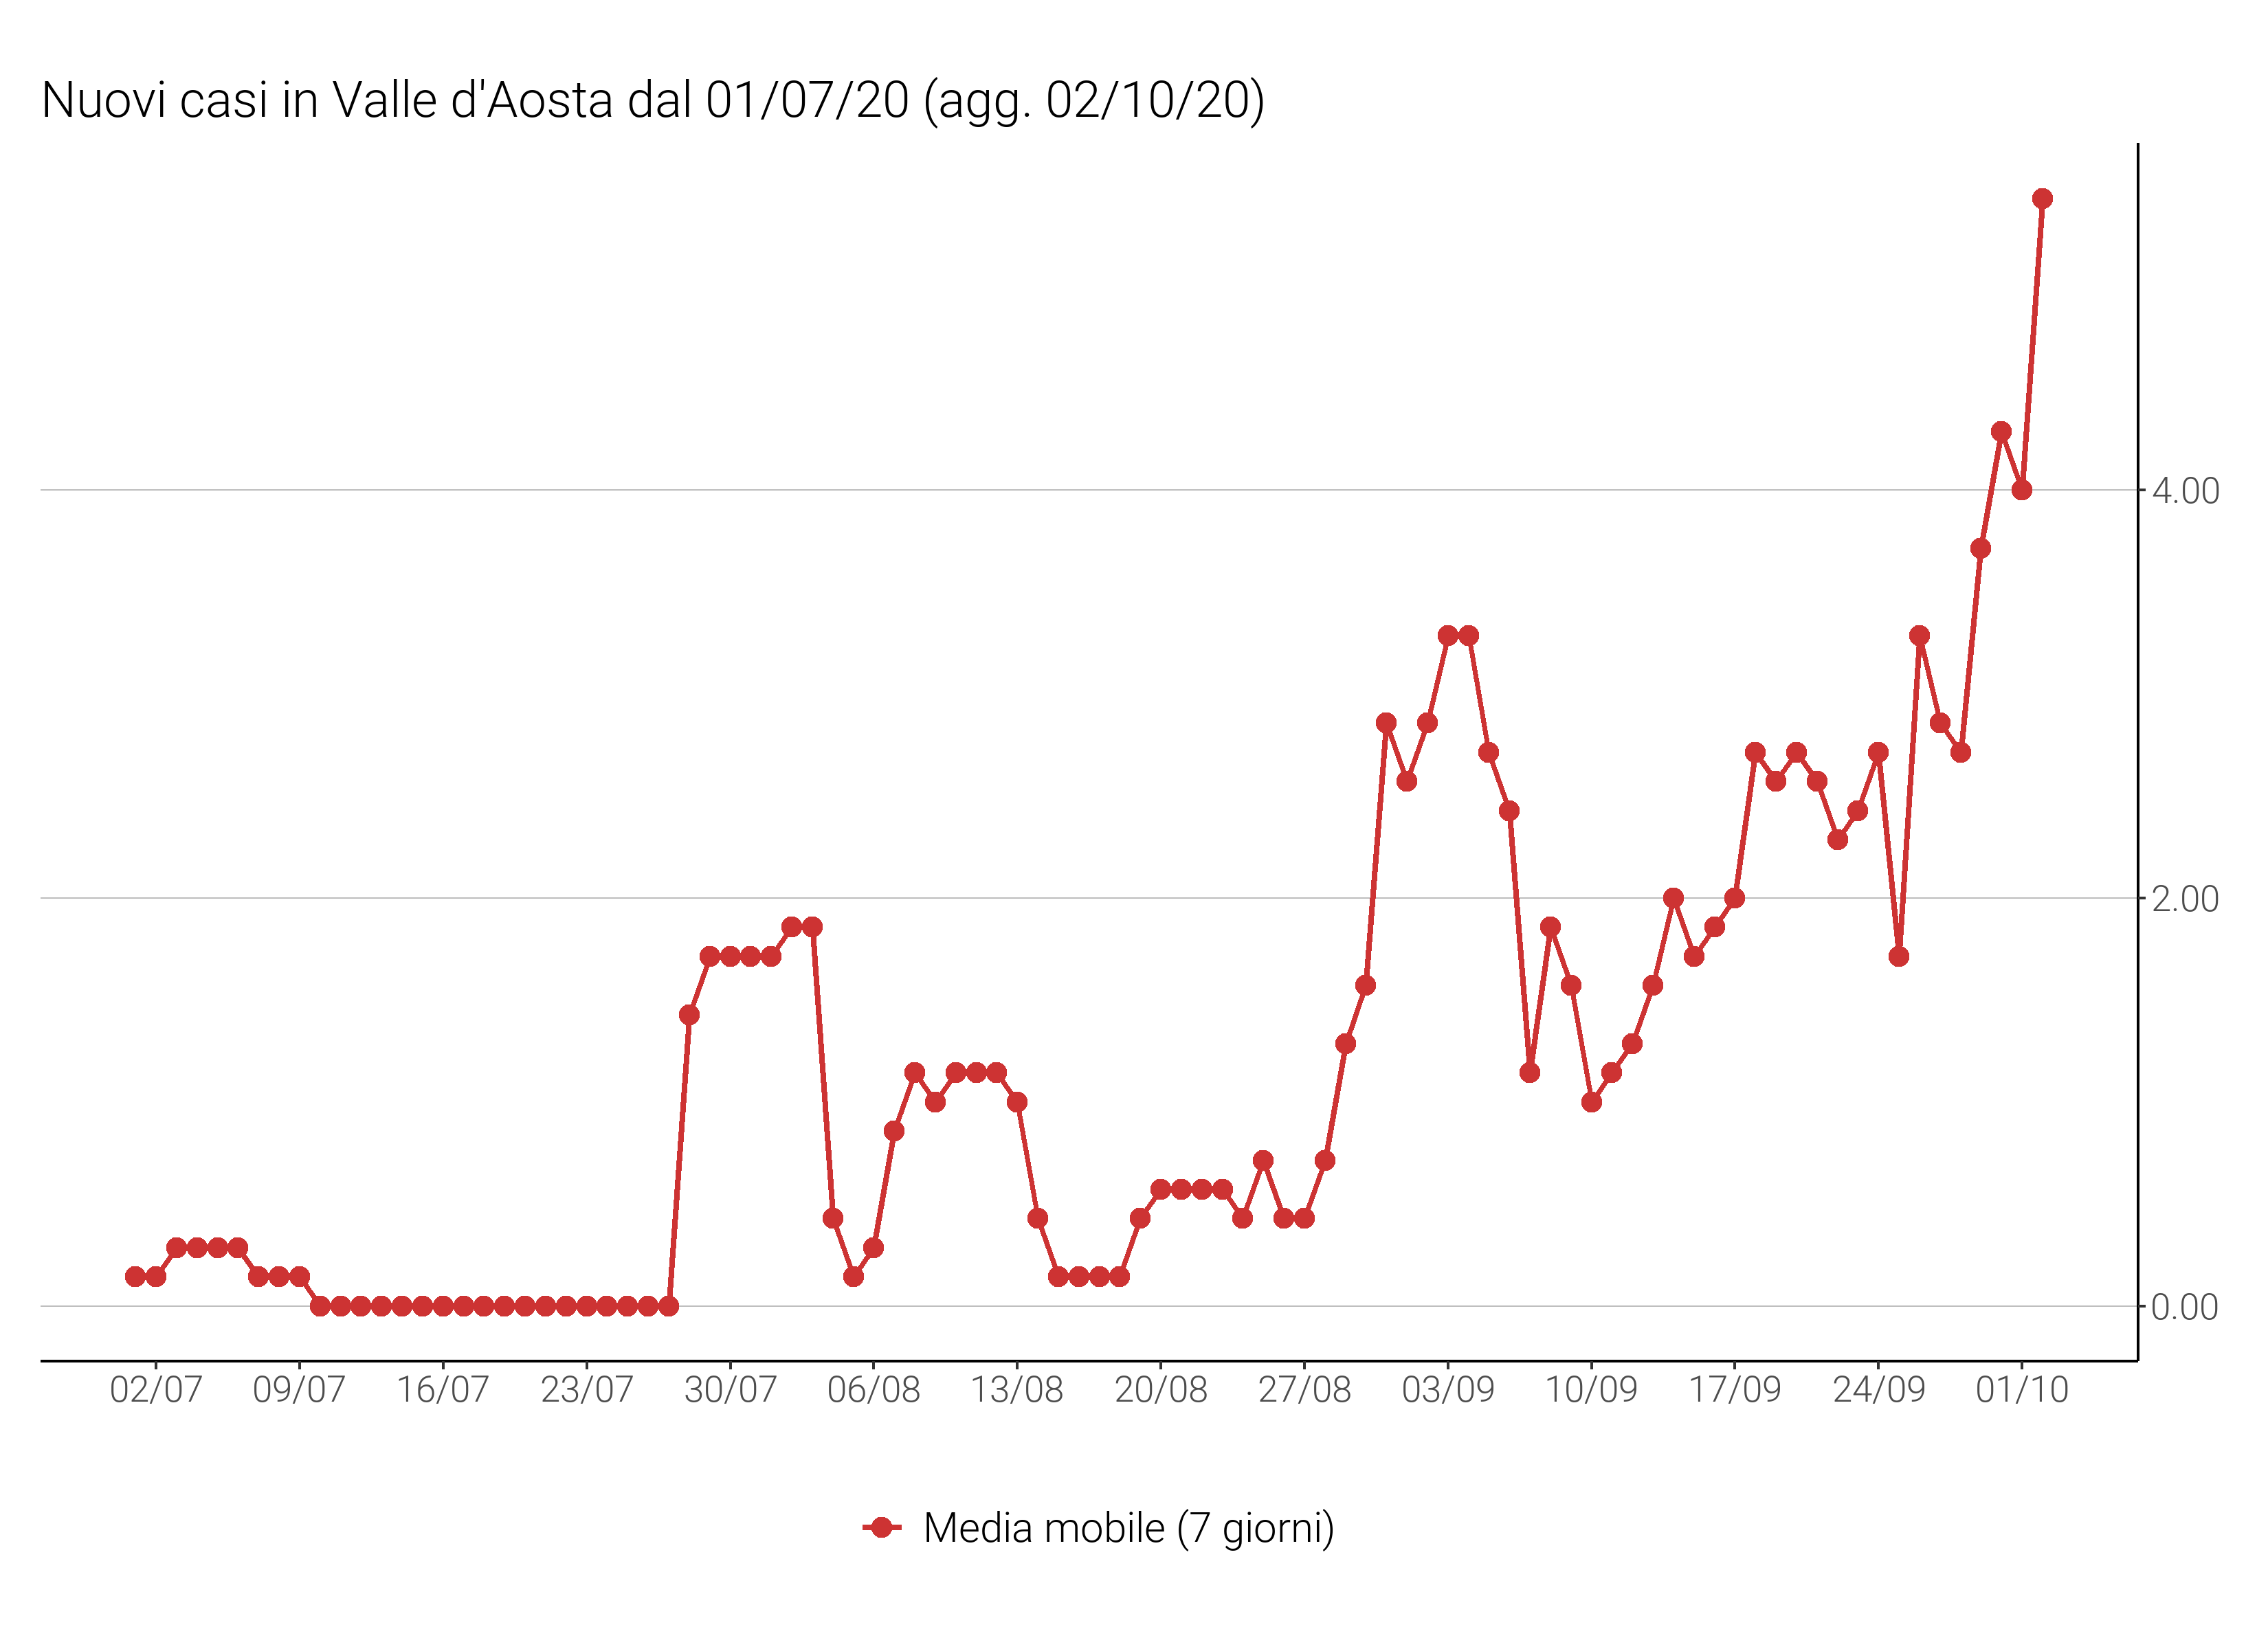 Nuovi casi in Valle d'Aosta dal 01/07/20 (agg. 02/10/20)
4.00
2.00
0.00
02/07 09/07 16/07 23/07 30/07 06/08 13/08 20/08 27/08 03/09 10/09 17/09 24/09 01/10
Media mobile (7 giorni)